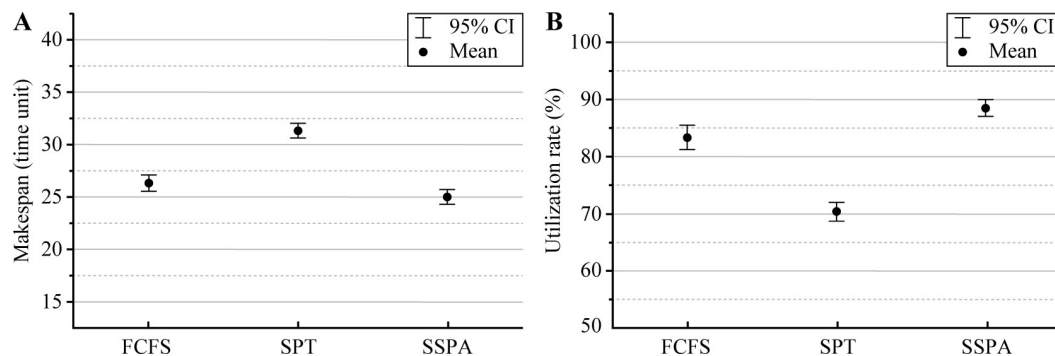 A
95% CI
Mean
Makespan (time unit)
40
35
30
25
20
15
FCFS
SPT
SSPA
B
95% CI
Mean
Utilization rate (%)
100
90
80
70
60
50
FCFS
SPT
SSPA